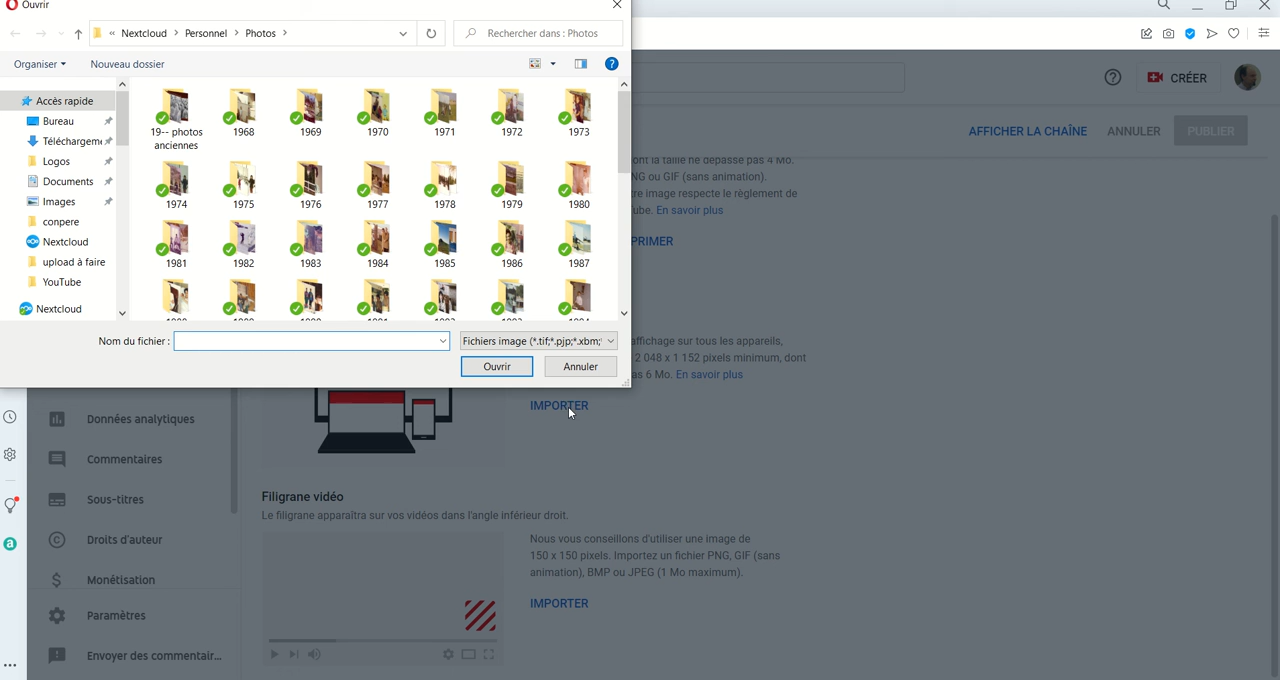 Ouvrir
« Nextcloud > Personnel > Photos >
Rechercher dans : Photos
Organiser
Nouveau dossier
Accès rapide
Bureau
Téléchargem
Logos
Documents
Images
conpere
Nextcloud
upload à faire
YouTube
Nextcloud
19-- photos anciennes
1968
1969
1970
1971
1972
1973
1974
1975
1976
1977
1978
1979
1980
1981
1982
1983
1984
1985
1986
1987
Nom du fichier :
Fichiers image (*.tif;*.pjp;*.xbm;
Ouvrir
Annuler
CRÉER
AFFICHER LA CHAÎNE
ANNULER
PUBLIER
ont la taille ne dépasse pas 4 Mo.
NG ou GIF (sans animation).
re image respecte le règlement de
ube. En savoir plus
PRIMER
affichage sur tous les appareils,
2 048 x 1 152 pixels minimum, dont
as 6 Mo. En savoir plus
IMPORTER
Données analytiques
Commentaires
Sous-titres
Droits d'auteur
Monétisation
Paramètres
Envoyer des commentair...
Filigrane vidéo
Le filigrane apparaîtra sur vos vidéos dans l'angle inférieur droit.
Nous vous conseillons d'utiliser une image de
150 x 150 pixels. Importez un fichier PNG, GIF (sans
animation), BMP ou JPEG (1 Mo maximum).
IMPORTER